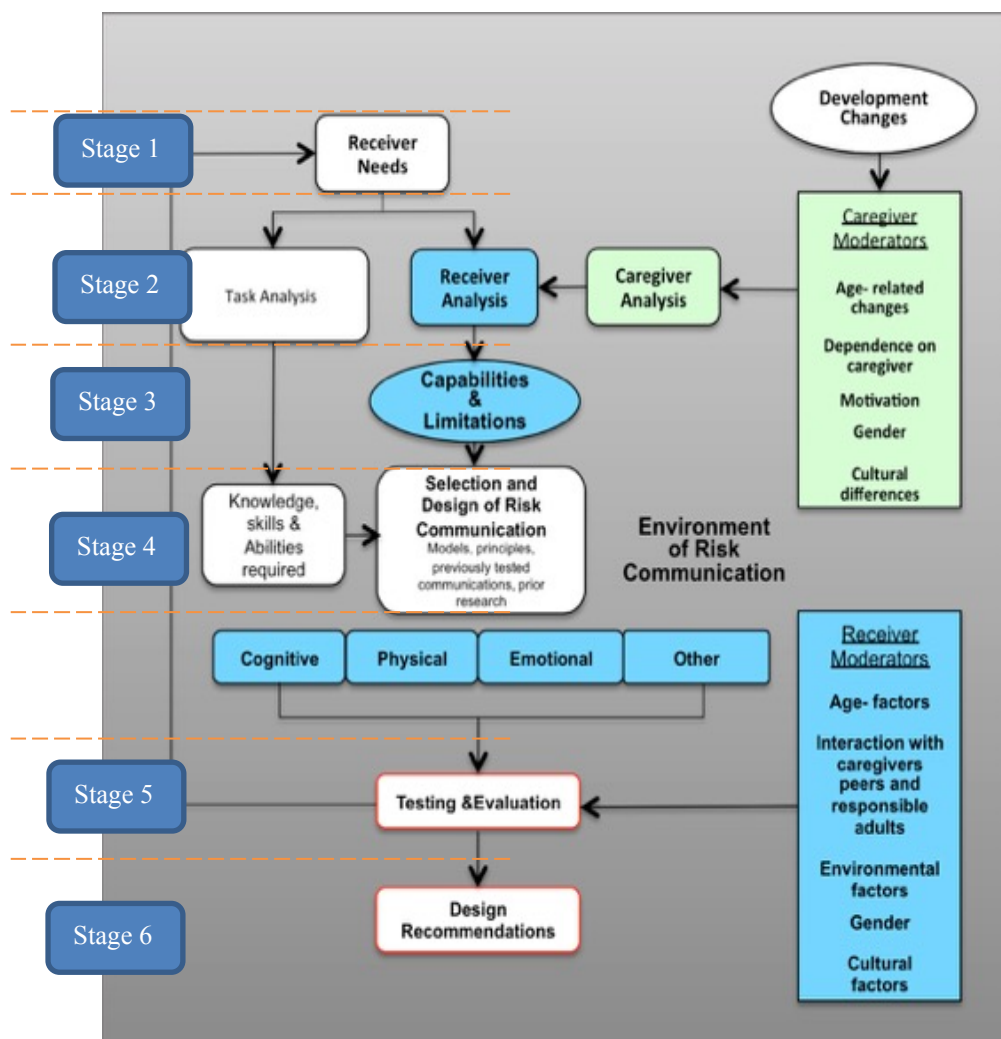 Stage 1
Receiver
Needs
Development
Changes
Stage 2
Task Analysis
Receiver
Analysis
Caregiver
Analysis
Caregiver
Moderators
Age- related
changes
Dependence on
caregiver
Motivation
Gender
Cultural
differences
Stage 3
Capabilities
&
Limitations
Stage 4
Knowledge,
skills &
Abilities
required
Selection and
Design of Risk
Communication
Models, principles,
previously tested
communications, prior
research
Environment
of Risk
Communication
Cognitive
Physical
Emotional
Other
Receiver
Moderators
Age- factors
Interaction with
caregivers
peers and
responsible
adults
Environmental
factors
Gender
Cultural
factors
Stage 5
Testing &Evaluation
Stage 6
Design
Recommendations